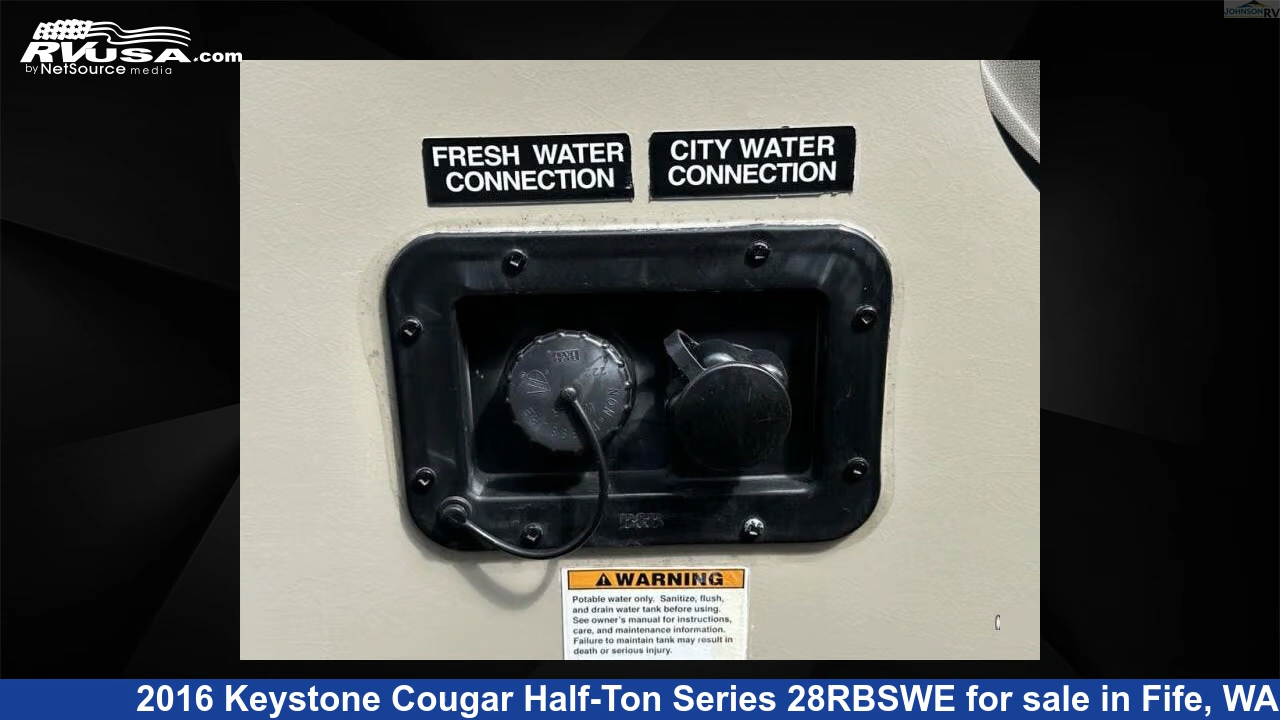 JOHNSON RV
RVUSA.com
by NetSource media
FRESH WATER
CONNECTION
CITY WATER
CONNECTION
B&B
WARNING
Potable water only. Sanitize, flush,
and drain water tank before using.
See owner's manual for instructions,
care, and maintenance information.
Failure to maintain tank may result in
death or serious injury.
2016 Keystone Cougar Half-Ton Series 28RBSWE for sale in Fife, WA